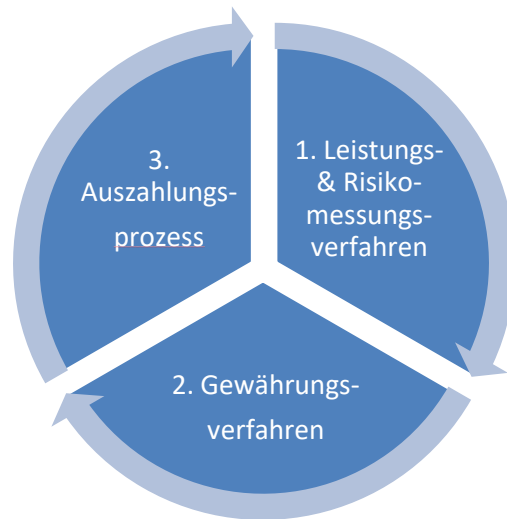 1. Leistungs-
& Risiko-
messungs-
verfahren
2. Gewährungs-
verfahren
3.
Auszahlungs-
prozess